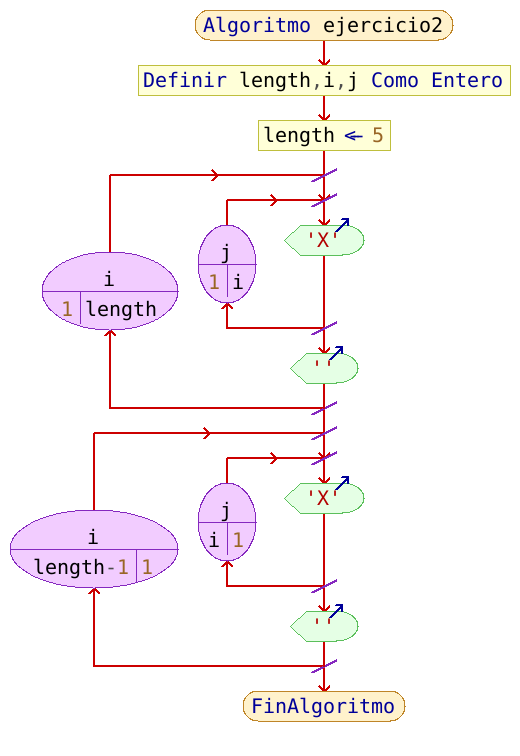 Algoritmo ejercicio2
Definir length,i,j Como Entero
length ← 5
j
1 i
'X'
i
1 length
''
j
i 1
'X'
i
length-1 1
''
FinAlgoritmo